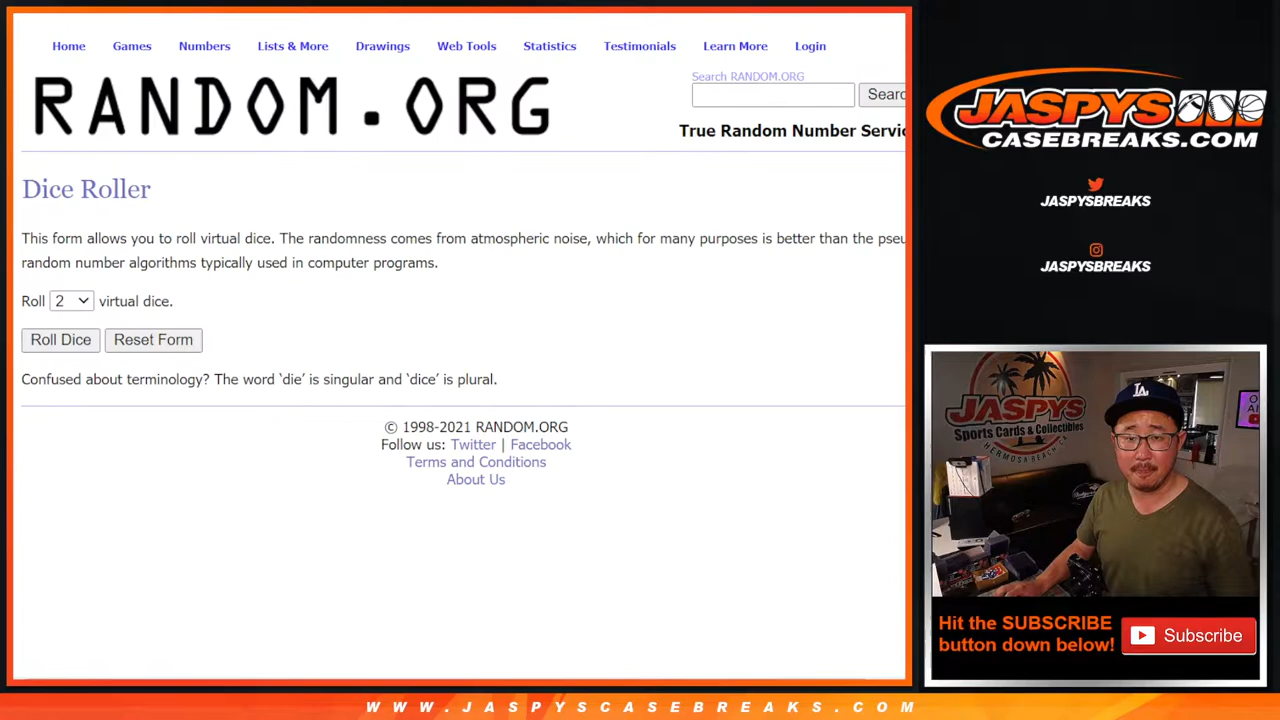 Home Games Numbers Lists & More Drawings Web Tools Statistics Testimonials Learn More Login
RANDOM.ORG
Search RANDOM.ORG
Searc
True Random Number Servic
Dice Roller
This form allows you to roll virtual dice. The randomness comes from atmospheric noise, which for many purposes is better than the pseu
random number algorithms typically used in computer programs.
Roll 2 virtual dice.
Roll Dice Reset Form
Confused about terminology? The word ‘die’ is singular and ‘dice’ is plural.
© 1998-2021 RANDOM.ORG
Follow us: Twitter | Facebook
Terms and Conditions
About Us
JASPYS
CASEBREAKS.COM
JASPYSBREAKS
JASPYSBREAKS
JASPYS
Sports Cards & Collectibles
HERMOSA BEACH, CA
LA
Hit the SUBSCRIBE
button down below!
Subscribe
WWW.JASPYSCASEBREAKS.COM